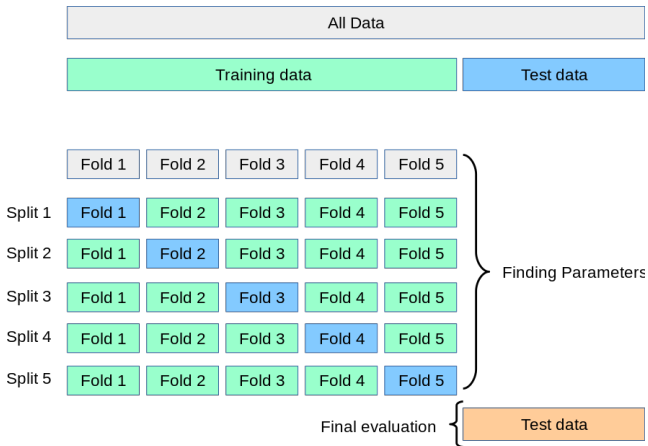 All Data
Training data Test data
Fold 1 Fold 2 Fold 3 Fold 4 Fold 5
Split 1 Fold 1 Fold 2 Fold 3 Fold 4 Fold 5
Split 2 Fold 1 Fold 2 Fold 3 Fold 4 Fold 5
Finding Parameters
Split 3 Fold 1 Fold 2 Fold 3 Fold 4 Fold 5
Split 4 Fold 1 Fold 2 Fold 3 Fold 4 Fold 5
Split 5 Fold 1 Fold 2 Fold 3 Fold 4 Fold 5
Final evaluation Test data